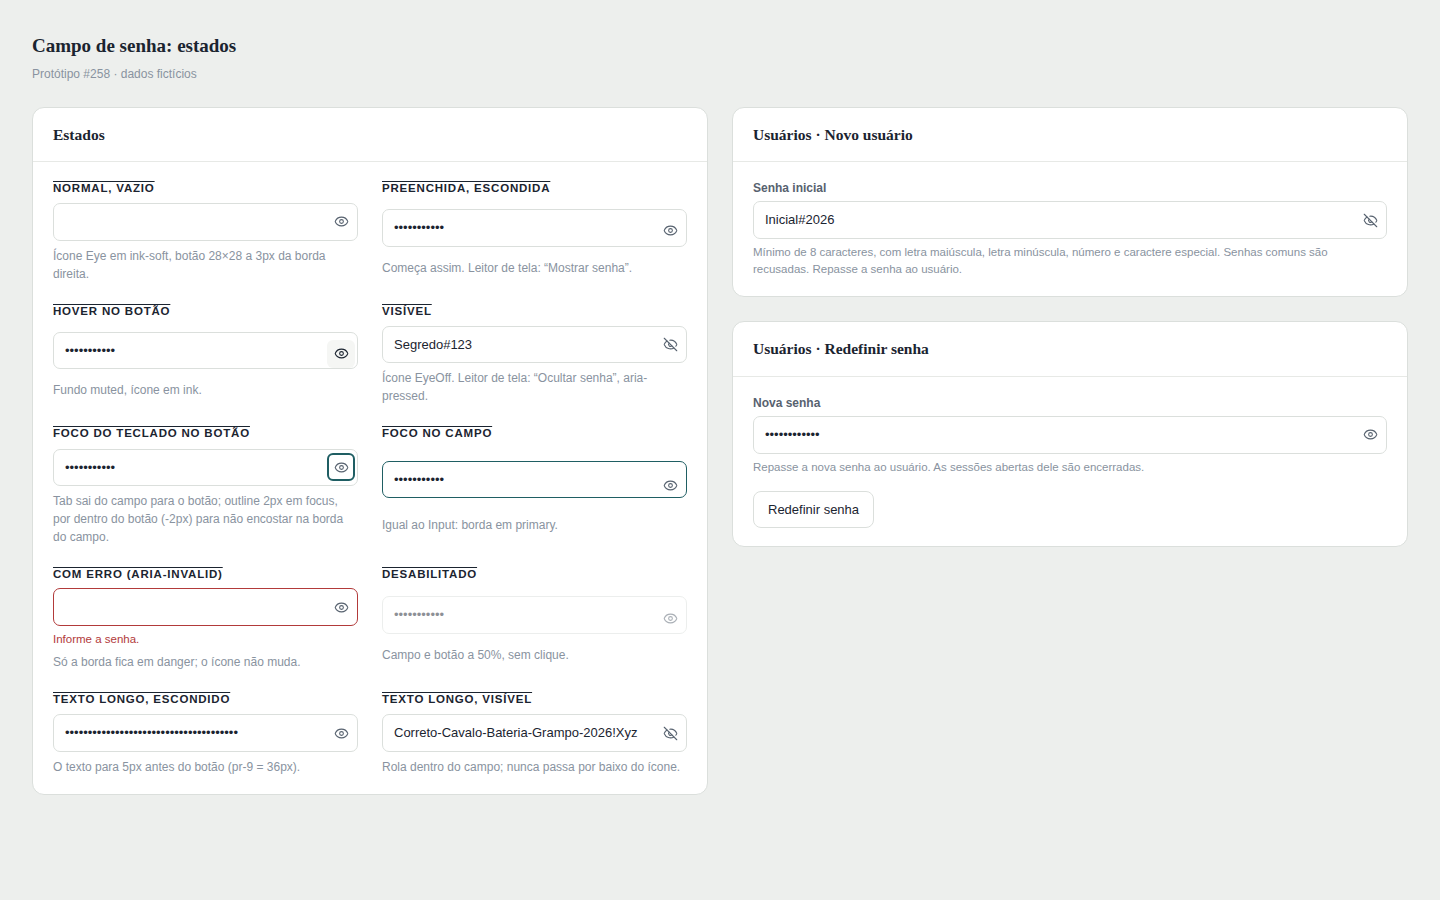 Campo de senha: estados
Protótipo #258 · dados fictícios
Estados
NORMAL, VAZIO
Ícone Eye em ink-soft, botão 28×28 a 3px da borda
direita.
PREENCHIDA, ESCONDIDA
•••••••••••
Começa assim. Leitor de tela: “Mostrar senha”.
HOVER NO BOTÃO
•••••••••••
Fundo muted, ícone em ink.
VISÍVEL
Segredo#123
Ícone EyeOff. Leitor de tela: “Ocultar senha”, aria-
pressed.
FOCO DO TECLADO NO BOTÃO
•••••••••••
Tab sai do campo para o botão; outline 2px em focus,
por dentro do botão (-2px) para não encostar na borda
do campo.
FOCO NO CAMPO
•••••••••••
Igual ao Input: borda em primary.
COM ERRO (ARIA-INVALID)
Informe a senha.
Só a borda fica em danger; o ícone não muda.
DESABILITADO
•••••••••••
Campo e botão a 50%, sem clique.
TEXTO LONGO, ESCONDIDO
••••••••••••••••••••••••••••••••••••••
O texto para 5px antes do botão (pr-9 = 36px).
TEXTO LONGO, VISÍVEL
Correto-Cavalo-Bateria-Grampo-2026!Xyz
Rola dentro do campo; nunca passa por baixo do ícone.
Usuários · Novo usuário
Senha inicial
Inicial#2026
Mínimo de 8 caracteres, com letra maiúscula, letra minúscula, número e caractere especial. Senhas comuns são
recusadas. Repasse a senha ao usuário.
Usuários · Redefinir senha
Nova senha
••••••••••••
Repasse a nova senha ao usuário. As sessões abertas dele são encerradas.
Redefinir senha